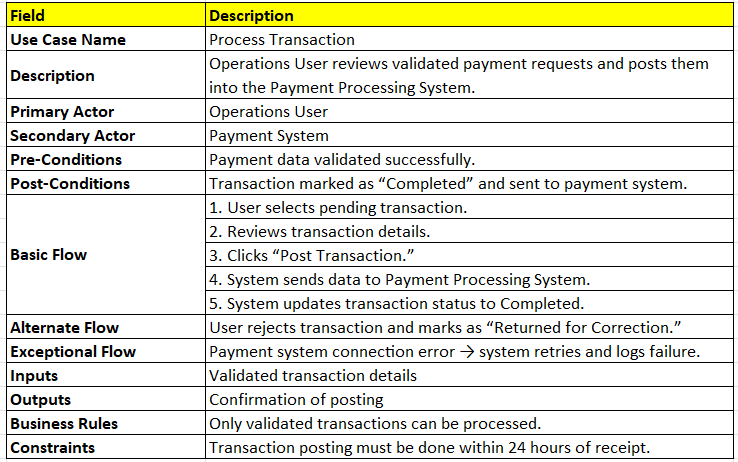 Field Description
Use Case Name Process Transaction
Description Operations User reviews validated payment requests and posts them
into the Payment Processing System.
Primary Actor Operations User
Secondary Actor Payment System
Pre-Conditions Payment data validated successfully.
Post-Conditions Transaction marked as “Completed” and sent to payment system.
Basic Flow 1. User selects pending transaction.
2. Reviews transaction details.
3. Clicks “Post Transaction.”
4. System sends data to Payment Processing System.
5. System updates transaction status to Completed.
Alternate Flow User rejects transaction and marks as “Returned for Correction.”
Exceptional Flow Payment system connection error → system retries and logs failure.
Inputs Validated transaction details
Outputs Confirmation of posting
Business Rules Only validated transactions can be processed.
Constraints Transaction posting must be done within 24 hours of receipt.